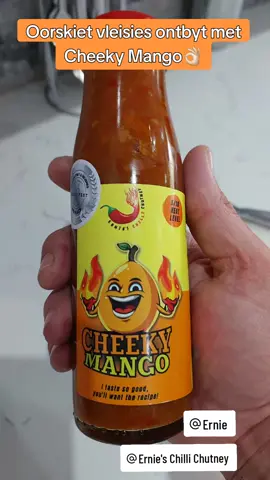 Oorskiet vleisies ontbyt met
Cheeky Mango👌🏻
CHEEKY
MANGO
I taste so good,
you'll want the recipe!
@Ernie
@Ernie's Chilli Chutney